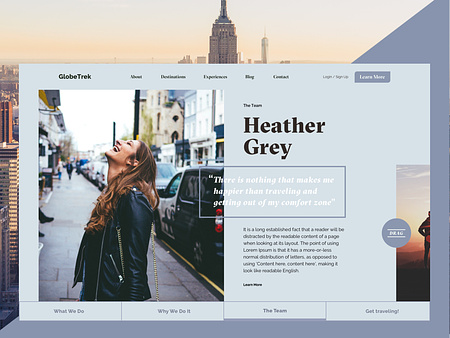 GlobeTrek
About
Destinations
Experiences
Blog
Contact
Login / Sign Up
Learn More
The Team
Heather
Grey
“There is nothing that makes me
happier than traveling and
getting out of my comfort zone”
It is a long established fact that a reader will be
distracted by the readable content of a page
when looking at its layout. The point of using
Lorem Ipsum is that it has a more-or-less
normal distribution of letters, as opposed to
using 'Content here, content here', making it
look like readable English.
Learn More
DRAG
What We Do
Why We Do It
The Team
Get traveling!